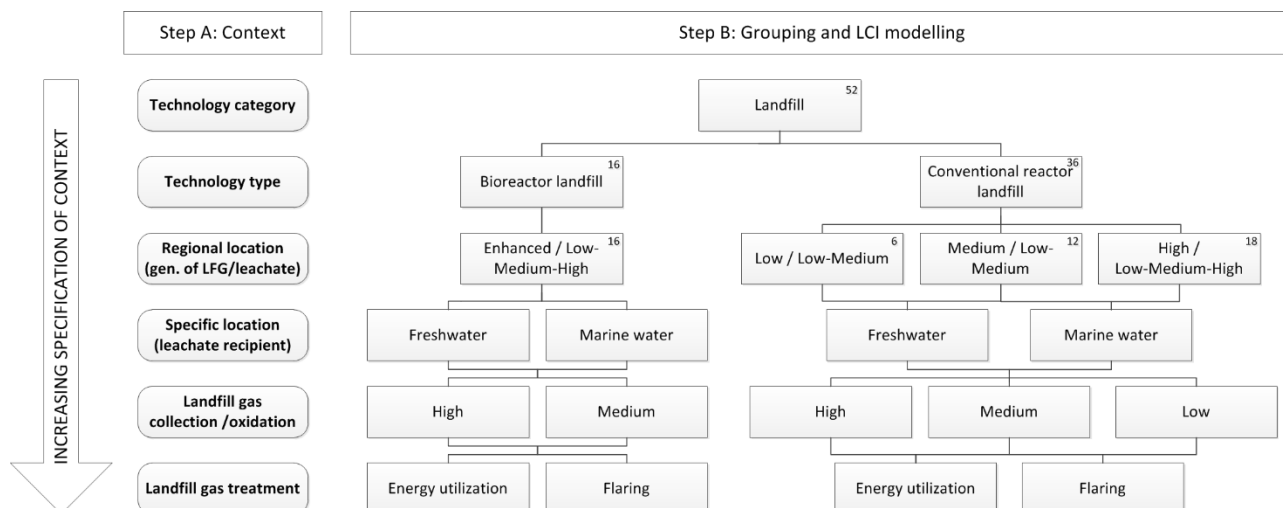 Step A: Context
Step B: Grouping and LCI modelling
INCREASING SPECIFICATION OF CONTEXT
Technology category
52
Landfill
Technology type
16
Bioreactor landfill
36
Conventional reactor
landfill
Regional location
(gen. of LFG/leachate)
16
Enhanced / Low-
Medium-High
6
Low / Low-Medium
12
Medium / Low-
Medium
18
High /
Low-Medium-High
Specific location
(leachate recipient)
Freshwater
Marine water
Freshwater
Marine water
Landfill gas
collection /oxidation
High
Medium
High
Medium
Low
Landfill gas treatment
Energy utilization
Flaring
Energy utilization
Flaring